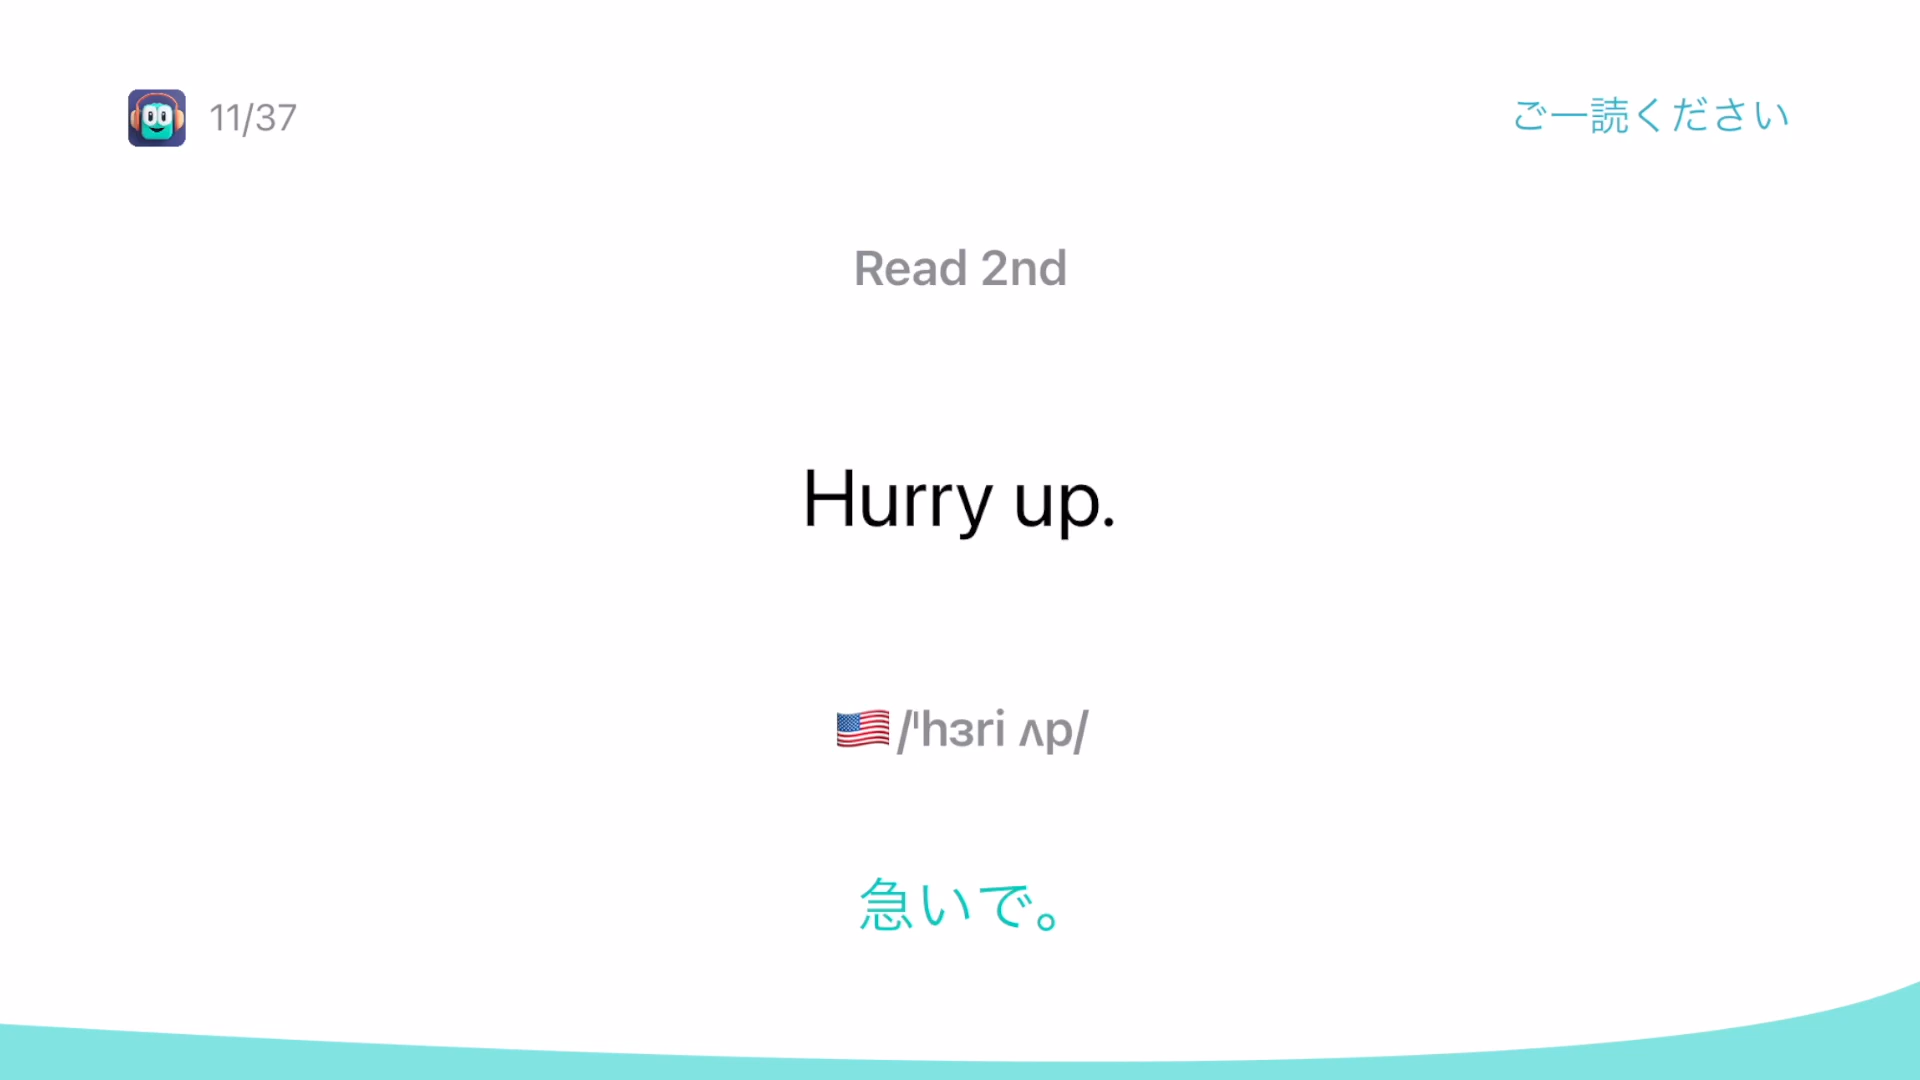 11/37
ご一読ください
Read 2nd
Hurry up.
/ˈhɜri ʌp/
急いで。